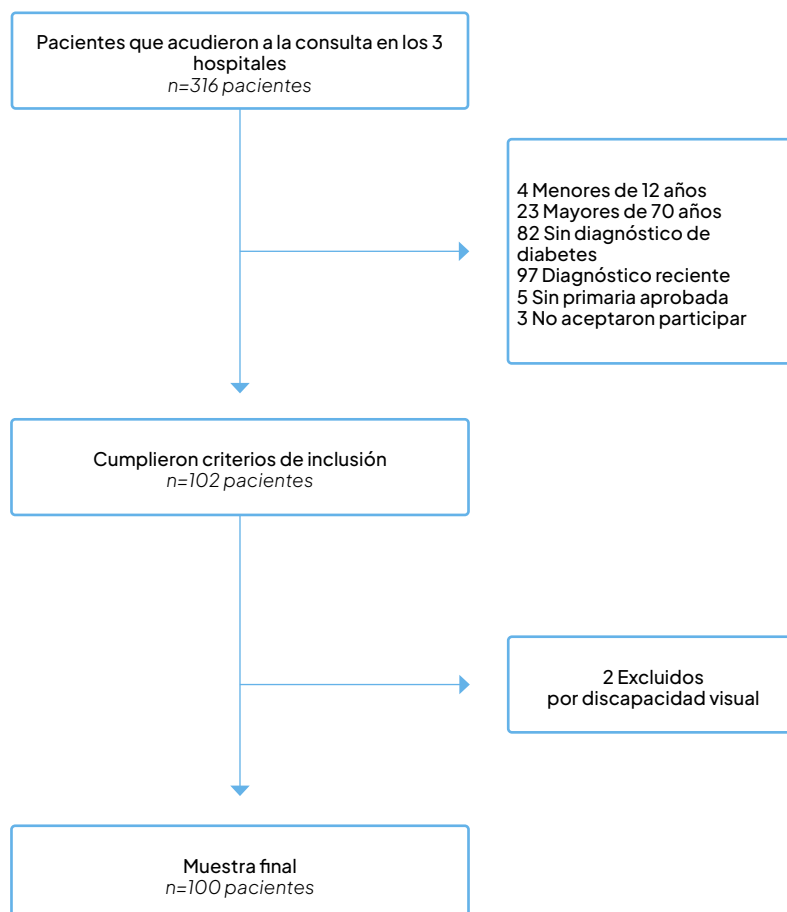 Pacientes que acudieron a la consulta en los 3
hospitales
n=316 pacientes
4 Menores de 12 años
23 Mayores de 70 años
82 Sin diagnóstico de
diabetes
97 Diagnóstico reciente
5 Sin primaria aprobada
3 No aceptaron participar
Cumplieron criterios de inclusión
n=102 pacientes
2 Excluidos
por discapacidad visual
Muestra final
n=100 pacientes